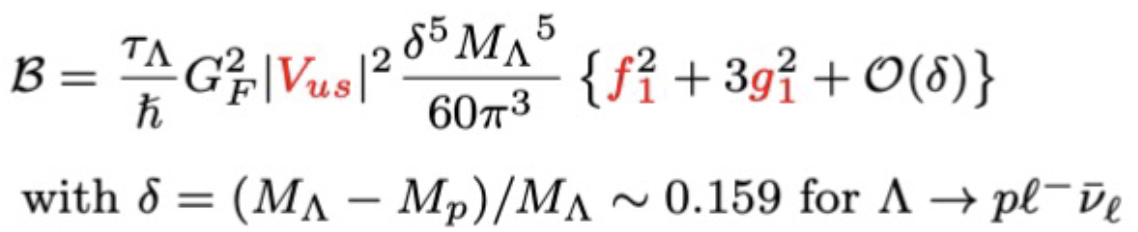 ℬ = τ_Λ/ħ G_F^2 |V_us|^2 δ^5 M_Λ^5/60π^3 {f_1^2 + 3g_1^2 + 𝒪(δ)}
with δ = (M_Λ − M_p)/M_Λ ∼ 0.159 for Λ → pℓ^− ν̄_ℓ